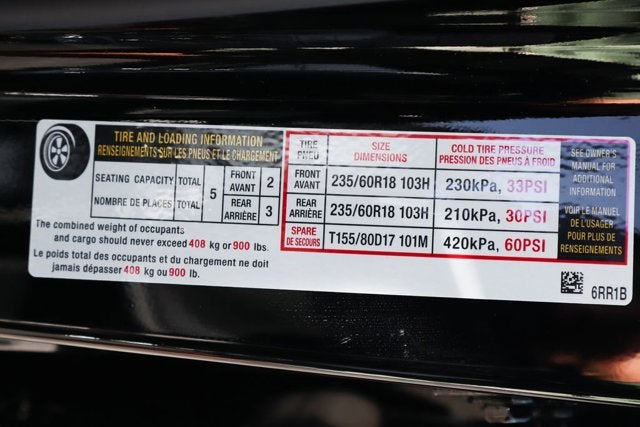 TIRE AND LOADING INFORMATION
RENSEIGNEMENTS SUR LES PNEUS ET LE CHARGEMENT
SEATING CAPACITY TOTAL
NOMBRE DE PLACES TOTAL
5
FRONT
AVANT
2
REAR
ARRIÈRE
3
The combined weight of occupants
and cargo should never exceed 408 kg or 900 lbs.
Le poids total des occupants et du chargement ne doit
jamais dépasser 408 kg ou 900 lb.
TIRE
PNEU
SIZE
DIMENSIONS
COLD TIRE PRESSURE
PRESSION DES PNEUS À FROID
FRONT
AVANT
235/60R18 103H
230kPa, 33PSI
REAR
ARRIÈRE
235/60R18 103H
210kPa, 30PSI
SPARE
DE SECOURS
T155/80D17 101M
420kPa, 60PSI
SEE OWNER'S
MANUAL FOR
ADDITIONAL
INFORMATION
VOIR LE MANUEL
DE L'USAGER
POUR PLUS DE
RENSEIGNEMENTS
6RR1B